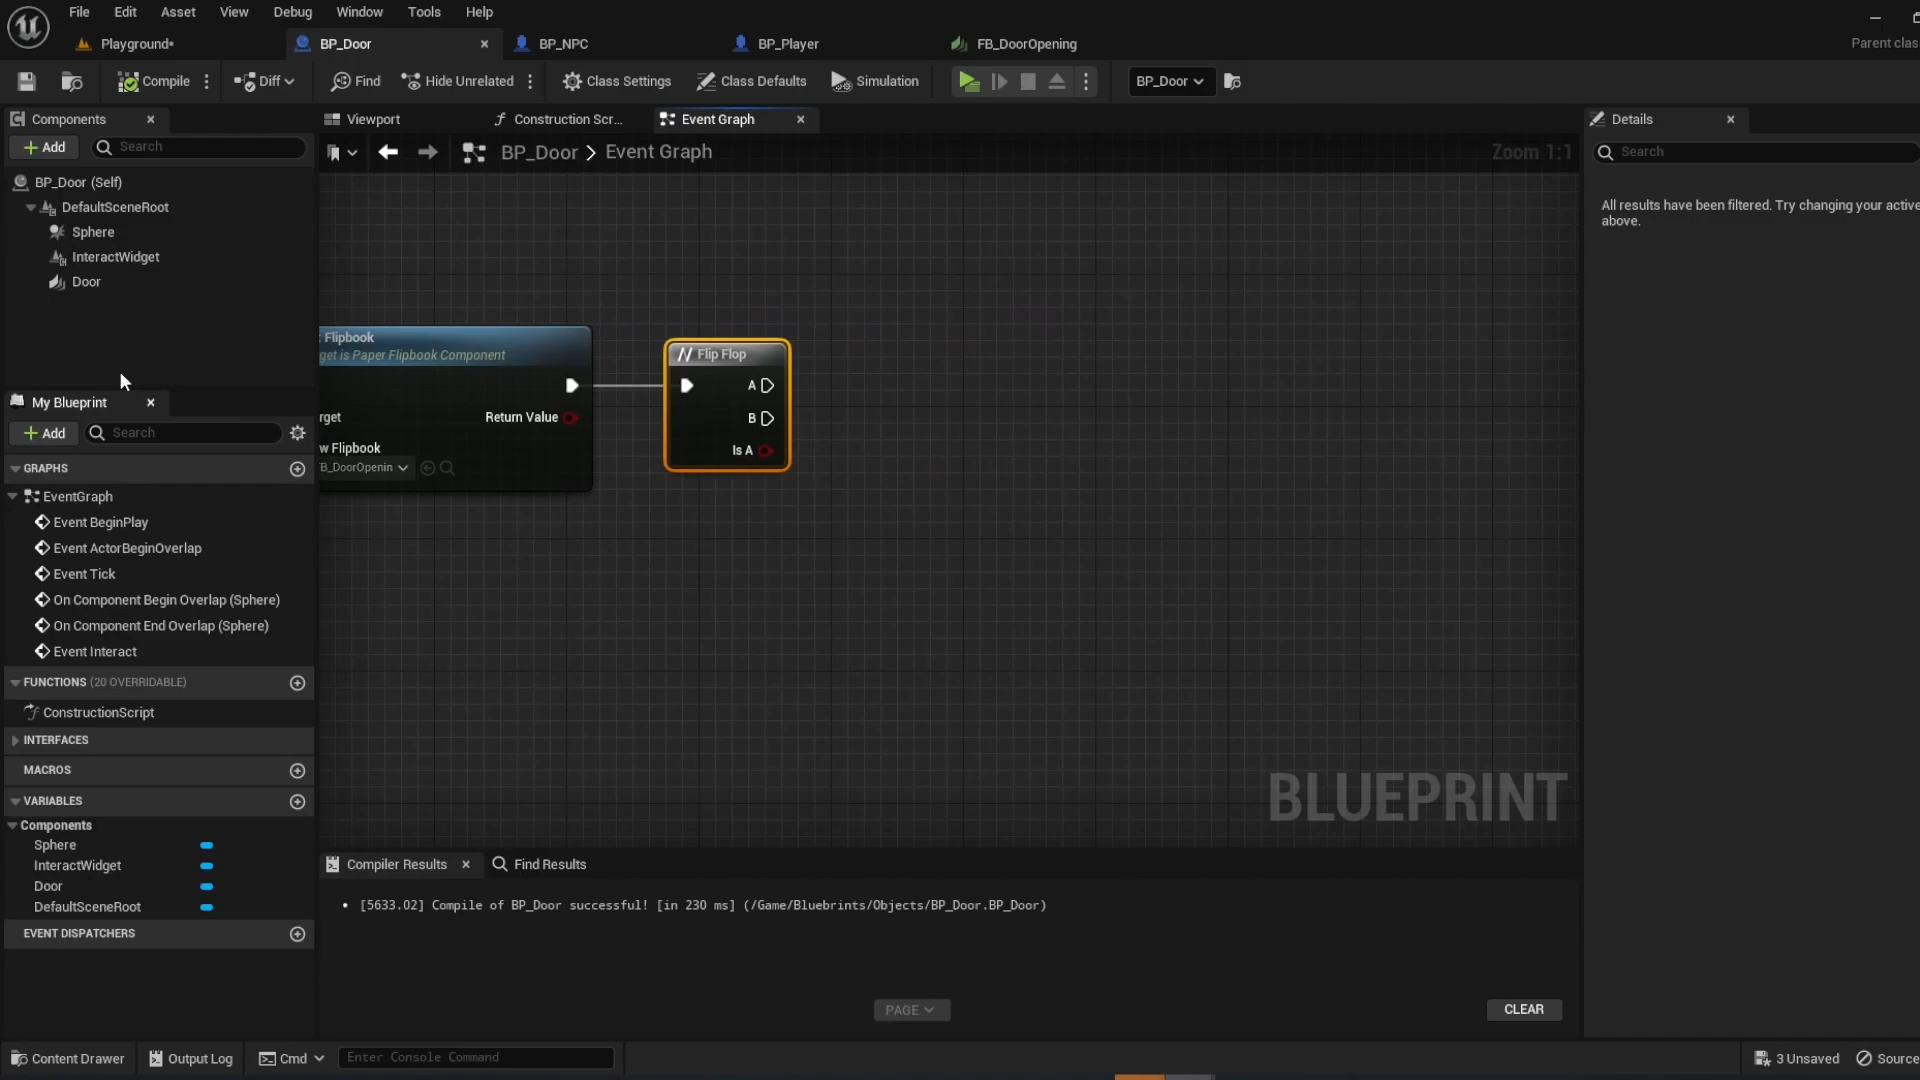 File Edit Asset View Debug Window Tools Help
Playground* BP_Door BP_NPC BP_Player FB_DoorOpening Parent clas
Compile Diff Find Hide Unrelated Class Settings Class Defaults Simulation BP_Door
Components Viewport Construction Scr... Event Graph Details
Add Search BP_Door > Event Graph Zoom 1:1 Search
BP_Door (Self)
DefaultSceneRoot
Sphere
InteractWidget
Door
All results have been filtered. Try changing your active
above.
Flipbook
get is Paper Flipbook Component
rget Return Value
w Flipbook
FB_DoorOpenin
Flip Flop
A
B
Is A
My Blueprint
Add Search
GRAPHS
EventGraph
Event BeginPlay
Event ActorBeginOverlap
Event Tick
On Component Begin Overlap (Sphere)
On Component End Overlap (Sphere)
Event Interact
FUNCTIONS (20 OVERRIDABLE)
ConstructionScript
INTERFACES
MACROS
VARIABLES
Components
Sphere
InteractWidget
Door
DefaultSceneRoot
EVENT DISPATCHERS
BLUEPRINT
Compiler Results Find Results
• [5633.02] Compile of BP_Door successful! [in 230 ms] (/Game/Bluebrints/Objects/BP_Door.BP_Door)
PAGE CLEAR
Content Drawer Output Log Cmd Enter Console Command 3 Unsaved Source